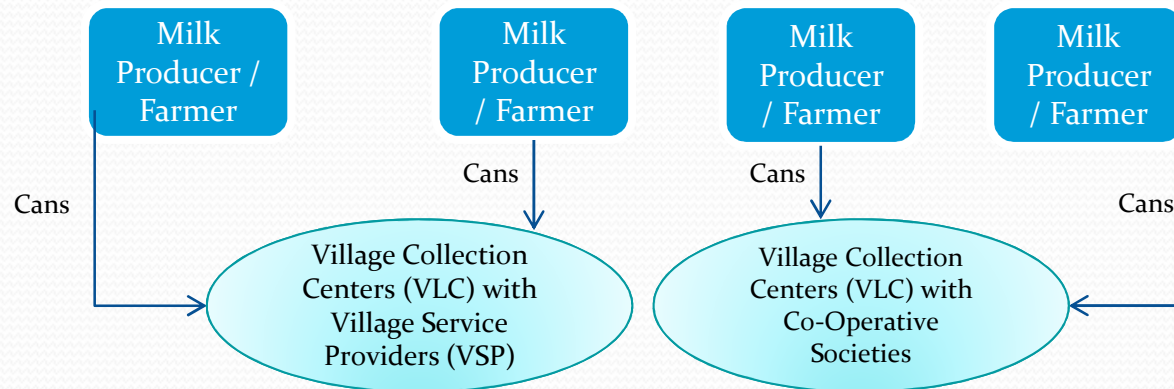 Milk
Producer /
Farmer
Milk
Producer
/ Farmer
Milk
Producer
/ Farmer
Milk
Producer
/ Farmer
Cans
Cans
Cans
Cans
Village Collection
Centers (VLC) with
Village Service
Providers (VSP)
Village Collection
Centers (VLC) with
Co-Operative
Societies